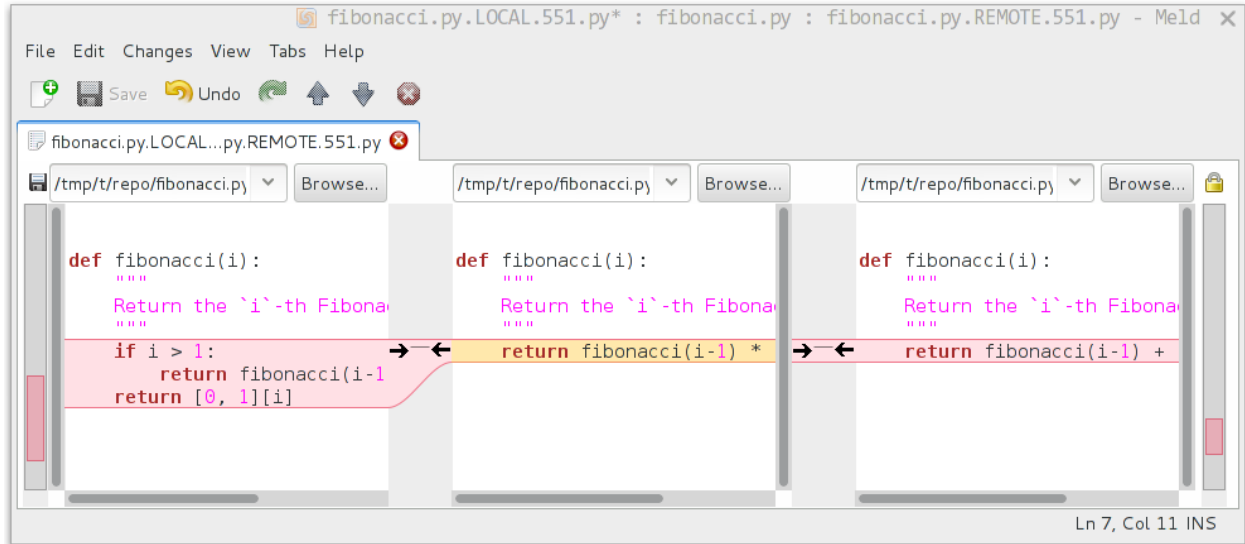 fibonacci.py.LOCAL.551.py* : fibonacci.py : fibonacci.py.REMOTE.551.py - Meld
File Edit Changes View Tabs Help
Save Undo
fibonacci.py.LOCAL...py.REMOTE.551.py
/tmp/t/repo/fibonacci.py Browse... /tmp/t/repo/fibonacci.py Browse... /tmp/t/repo/fibonacci.py Browse...
def fibonacci(i):
"""
Return the `i`-th Fibona
"""
if i > 1:
return fibonacci(i-1
return [0, 1][i]
def fibonacci(i):
"""
Return the `i`-th Fibona
"""
return fibonacci(i-1) *
def fibonacci(i):
"""
Return the `i`-th Fibona
"""
return fibonacci(i-1) +
Ln 7, Col 11 INS